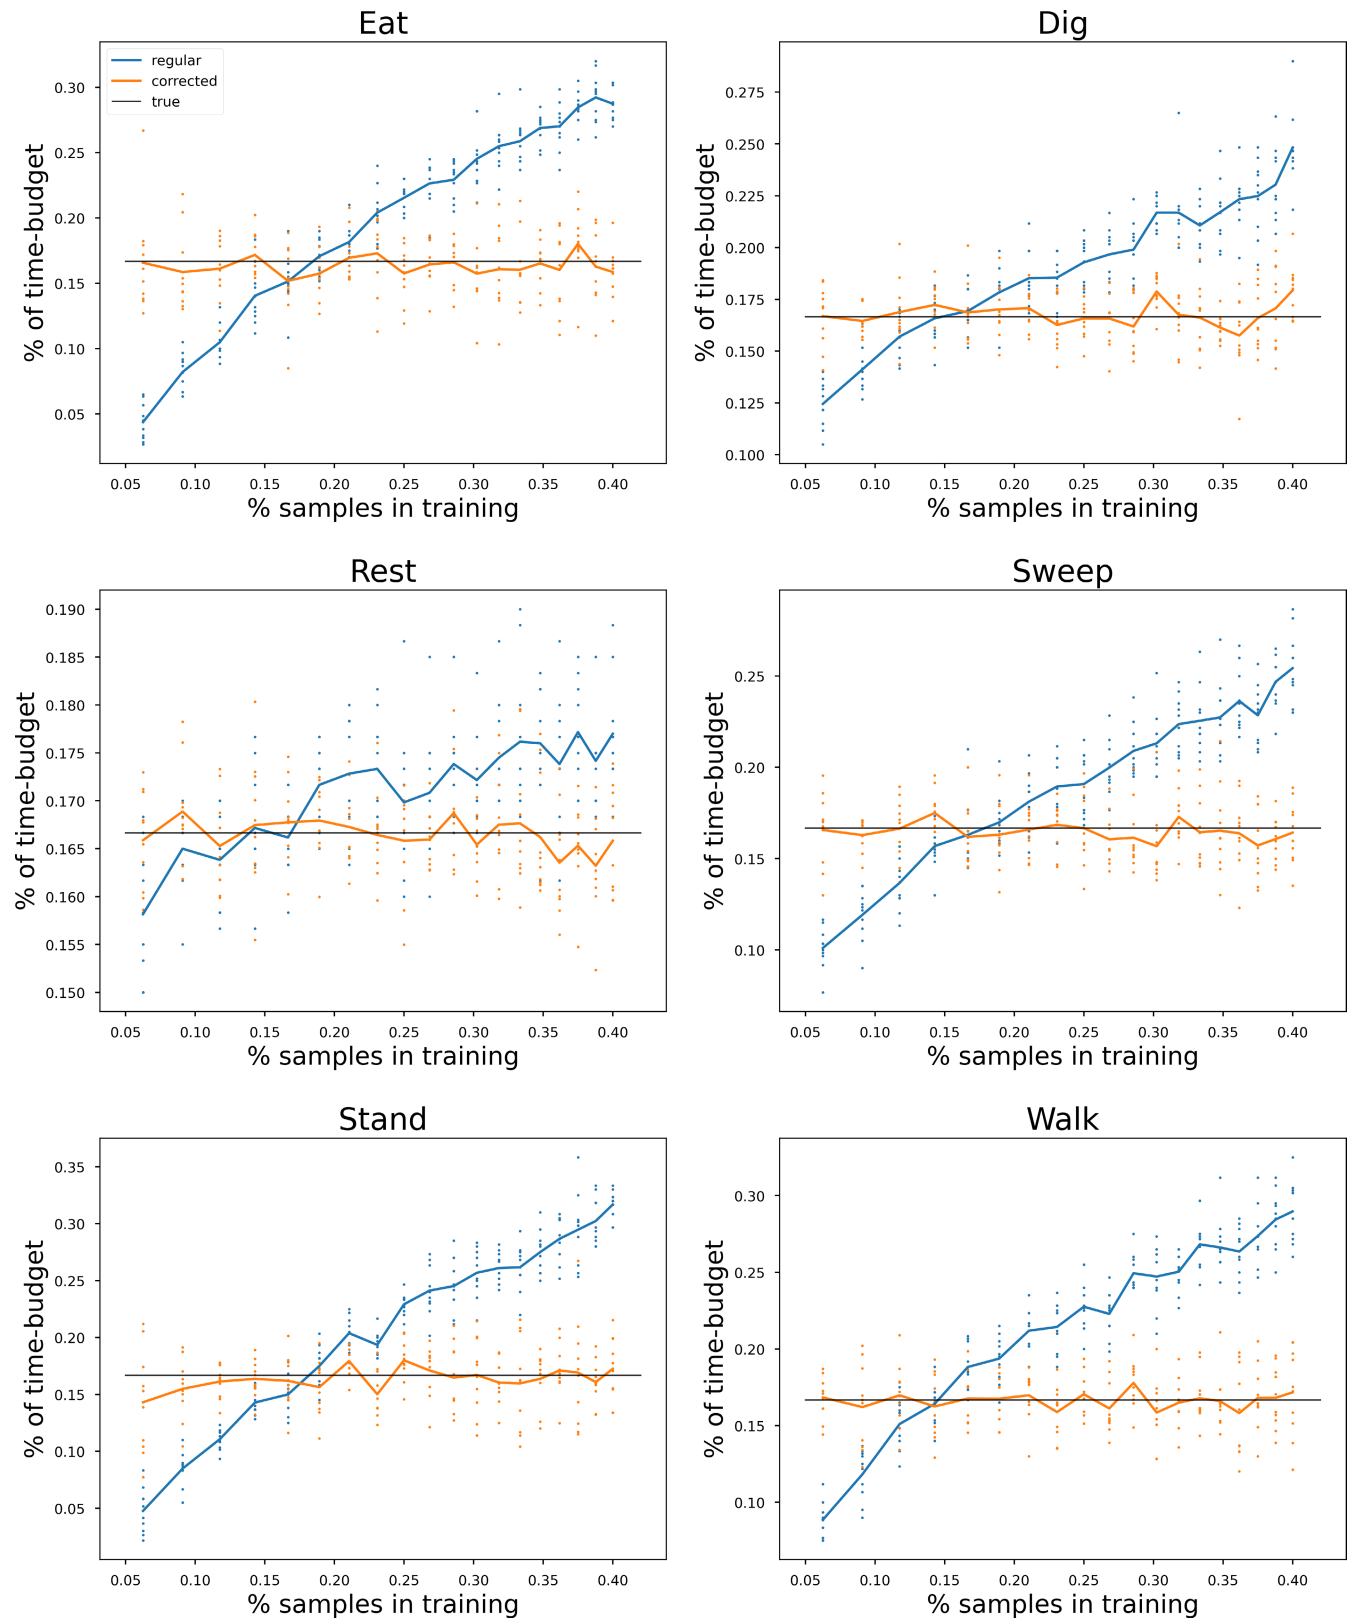 Eat
regular
corrected
true
0.30
0.25
0.20
0.15
0.10
0.05
% of time-budget
0.05 0.10 0.15 0.20 0.25 0.30 0.35 0.40
% samples in training
Dig
0.275
0.250
0.225
0.200
0.175
0.150
0.125
0.100
% of time-budget
0.05 0.10 0.15 0.20 0.25 0.30 0.35 0.40
% samples in training
Rest
0.190
0.185
0.180
0.175
0.170
0.165
0.160
0.155
0.150
% of time-budget
0.05 0.10 0.15 0.20 0.25 0.30 0.35 0.40
% samples in training
Sweep
0.25
0.20
0.15
0.10
% of time-budget
0.05 0.10 0.15 0.20 0.25 0.30 0.35 0.40
% samples in training
Stand
0.35
0.30
0.25
0.20
0.15
0.10
0.05
% of time-budget
0.05 0.10 0.15 0.20 0.25 0.30 0.35 0.40
% samples in training
Walk
0.30
0.25
0.20
0.15
0.10
% of time-budget
0.05 0.10 0.15 0.20 0.25 0.30 0.35 0.40
% samples in training